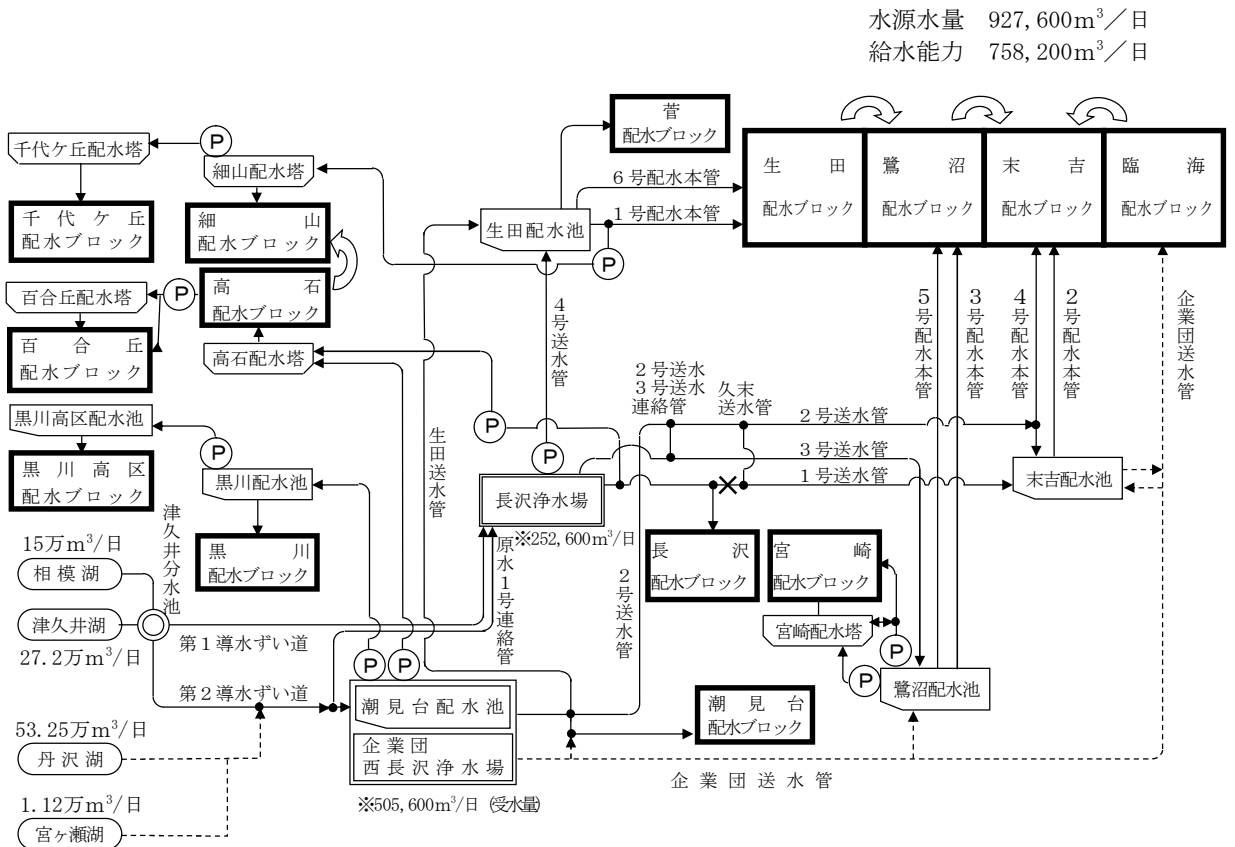 水源水量 927,600m³／日
給水能力 758,200m³／日
菅
配水ブロック
千代ケ丘配水塔
P
細山配水塔
千代ケ丘
配水ブロック
細山
配水ブロック
6号配水本管
1号配水本管
生田配水池
P
生田
配水ブロック
鷺沼
配水ブロック
末吉
配水ブロック
臨海
配水ブロック
百合丘配水塔
P
高石
配水ブロック
百合丘
配水ブロック
高石配水塔
4号送水管
5号配水本管
3号配水本管
4号配水本管
2号配水本管
企業団送水管
2号送水
3号送水
連絡管
久末
送水管
黒川高区配水池
P
黒川高区
配水ブロック
黒川配水池
黒川
配水ブロック
生田送水管
P
P
長沢浄水場
※252,600m³/日
2号送水管
3号送水管
1号送水管
末吉配水池
長沢
配水ブロック
宮崎
配水ブロック
宮崎配水塔
P
P
鷺沼配水池
15万m³/日
相模湖
津久井湖
27.2万m³/日
津久井分水池
第1導水ずい道
第2導水ずい道
原水1号連絡管
2号送水管
P
P
潮見台配水池
企業団
西長沢浄水場
※505,600m³/日 (受水量)
潮見台
配水ブロック
企業団送水管
53.25万m³/日
丹沢湖
1.12万m³/日
宮ヶ瀬湖